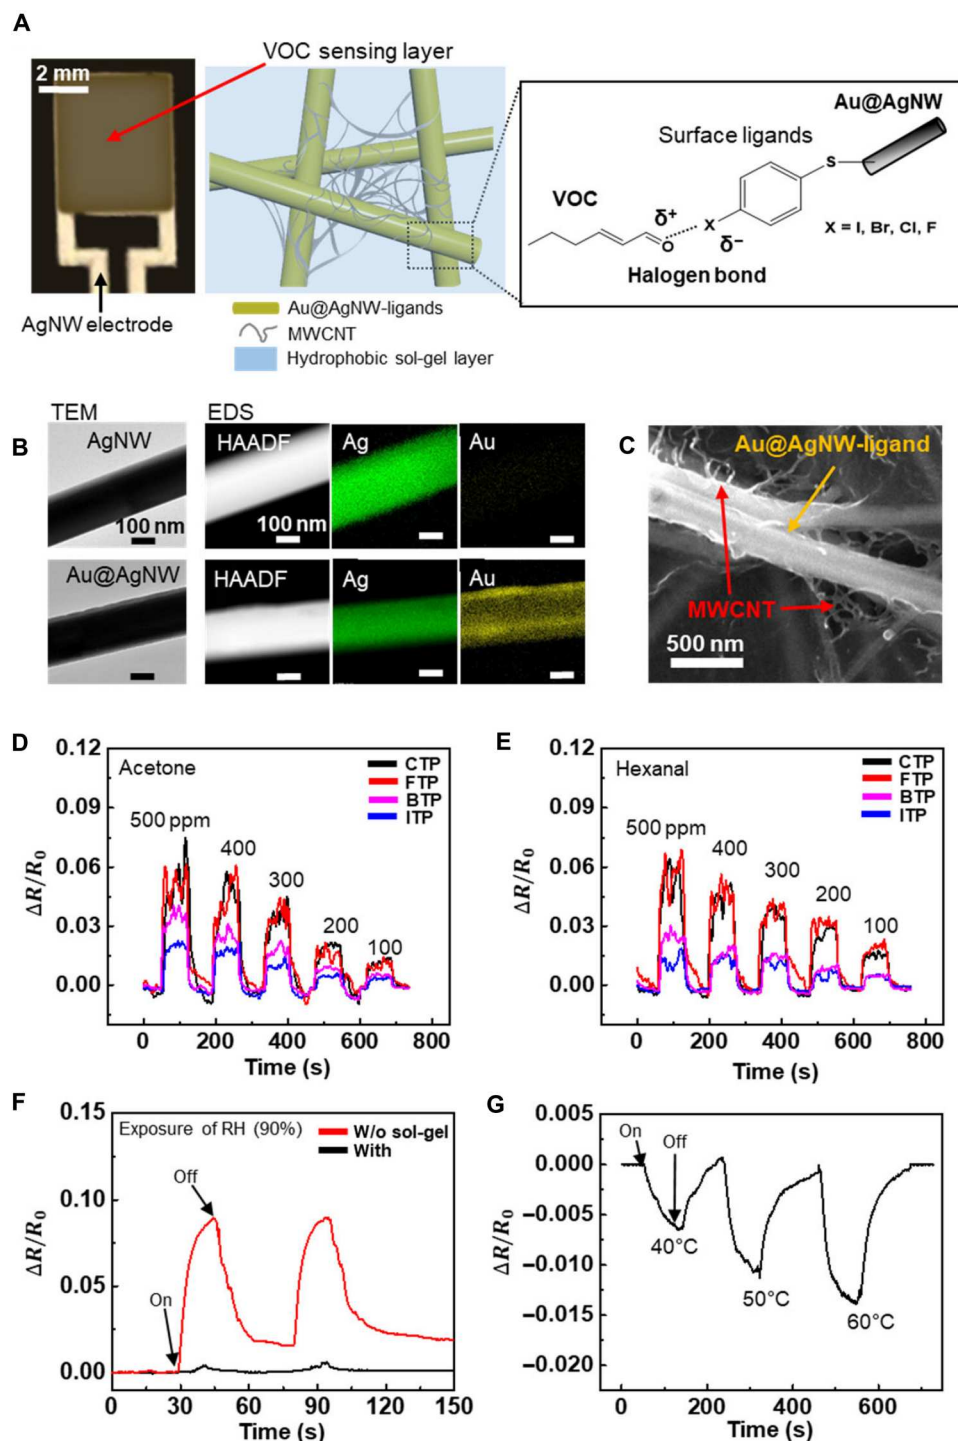 A
VOC sensing layer
2 mm
AgNW electrode
Au@AgNW-ligands
MWCNT
Hydrophobic sol-gel layer
Au@AgNW
Surface ligands
S
VOC
δ+
X
O
δ−
X = I, Br, Cl, F
Halogen bond
B
TEM
EDS
AgNW
100 nm
HAADF
100 nm
Ag
Au
Au@AgNW
HAADF
Ag
Au
C
Au@AgNW-ligand
MWCNT
500 nm
D
Acetone
CTP
FTP
BTP
ITP
500 ppm
400
300
200
100
0.12
0.09
0.06
0.03
0.00
ΔR/R0
0 200 400 600 800
Time (s)
E
Hexanal
CTP
FTP
BTP
ITP
500 ppm
400
300
200
100
0.12
0.09
0.06
0.03
0.00
ΔR/R0
0 200 400 600 800
Time (s)
F
Exposure of RH (90%)
W/o sol-gel
With
Off
On
0.15
0.10
0.05
0.00
ΔR/R0
0 30 60 90 120 150
Time (s)
G
On
Off
40°C
50°C
60°C
0.005
0.000
−0.005
−0.010
−0.015
−0.020
ΔR/R0
0 200 400 600
Time (s)